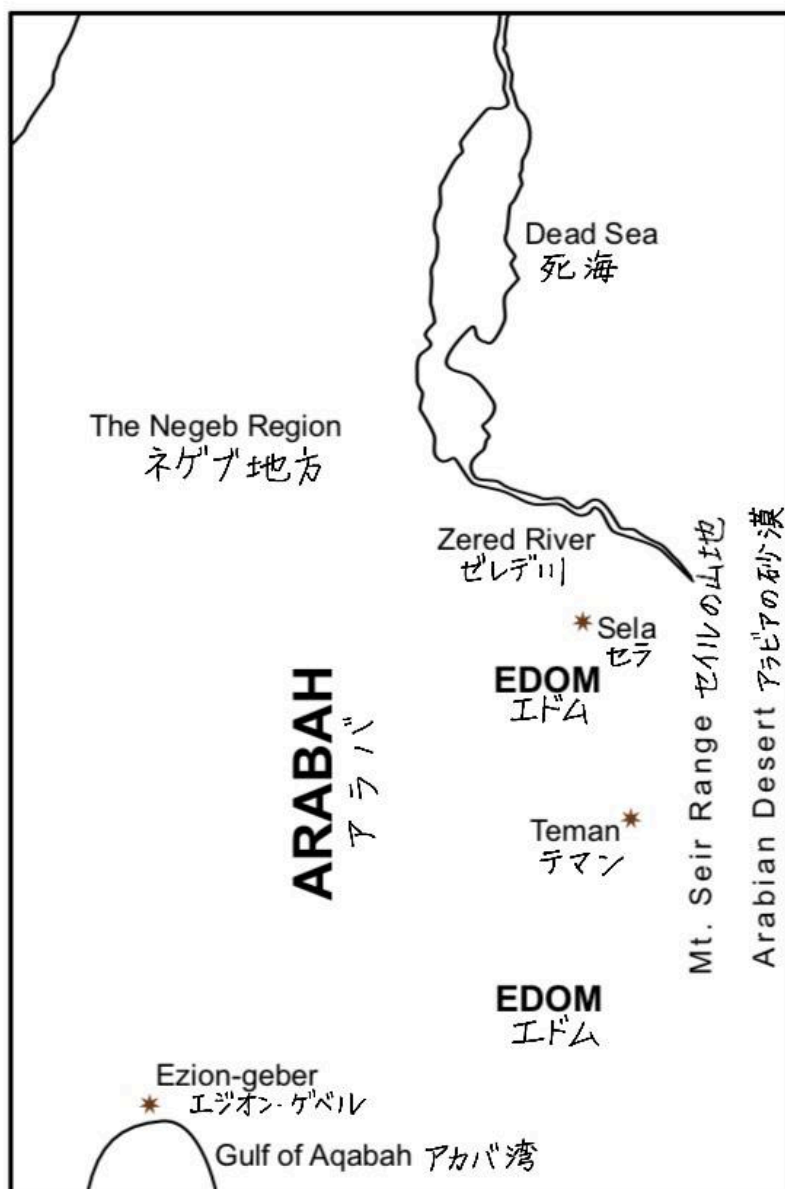 Dead Sea
死海
The Negeb Region
ネゲブ地方
Zered River
ゼレデ川
Sela
セラ
EDOM
エドム
Mt. Seir Range セイルの山地
Arabian Desert アラビアの砂漠
ARABAH
アラバ
Teman
テマン
EDOM
エドム
Ezion-geber
エジオン・ゲベル
Gulf of Aqabah アカバ湾